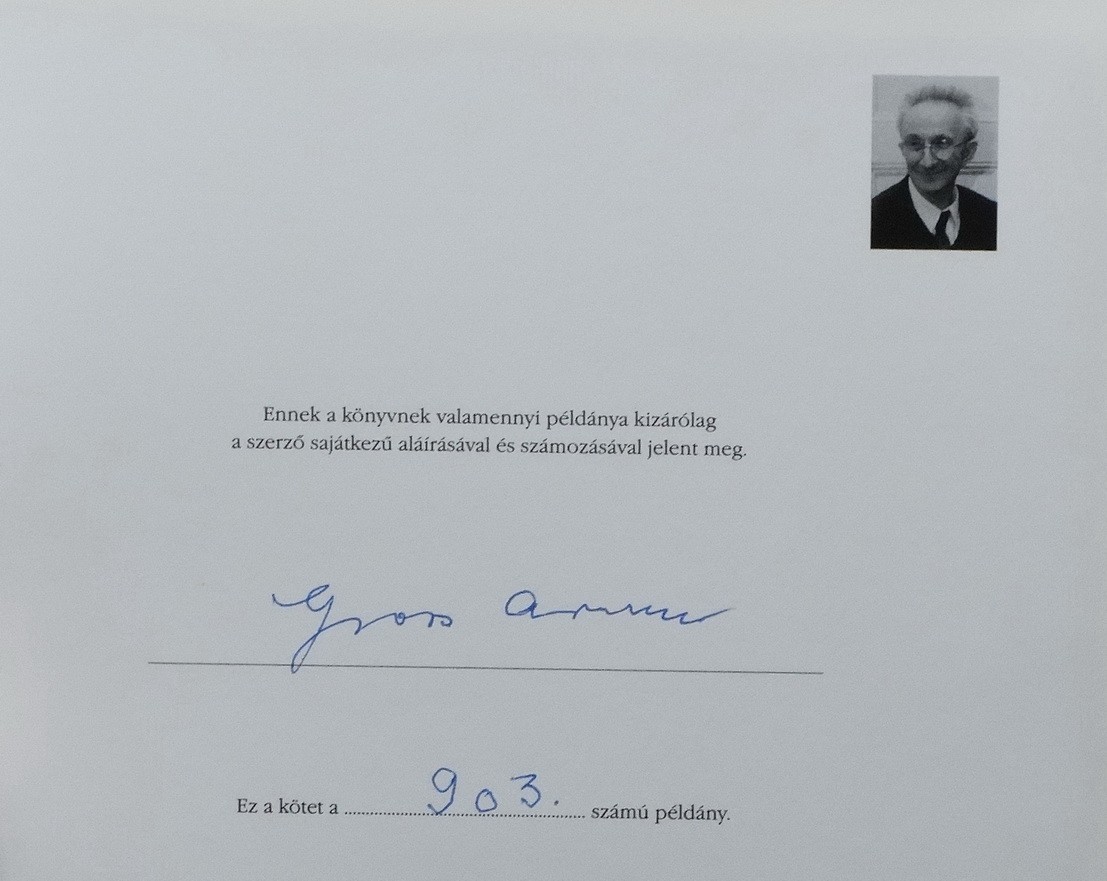 Ennek a könyvnek valamennyi példánya kizárólag
a szerző sajátkezű aláírásával és számozásával jelent meg.
Gross Arnold
Ez a kötet a 903. számú példány.